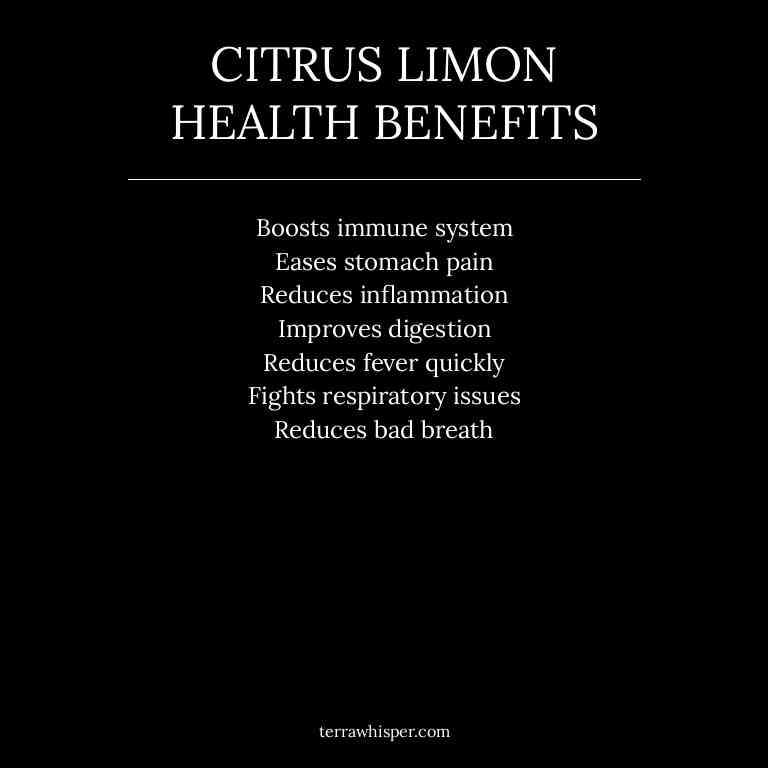 CITRUS LIMON
HEALTH BENEFITS
Boosts immune system
Eases stomach pain
Reduces inflammation
Improves digestion
Reduces fever quickly
Fights respiratory issues
Reduces bad breath
terrawhisper.com